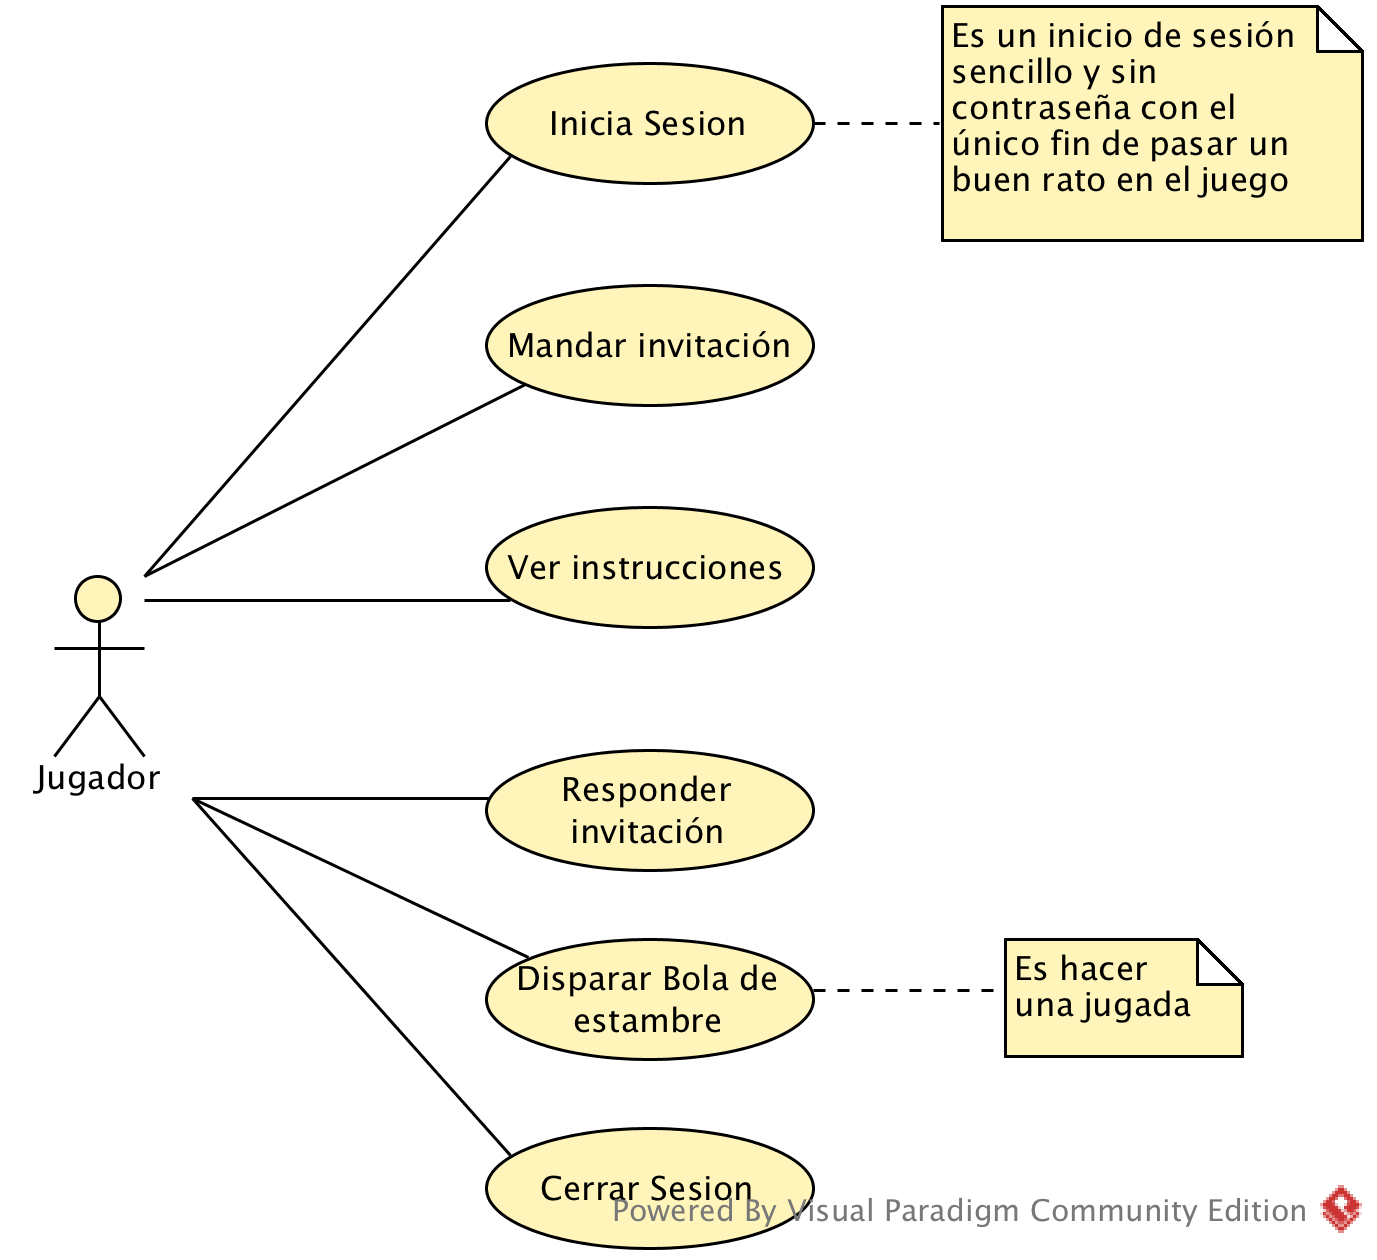 Es un inicio de sesión
sencillo y sin
contraseña con el
único fin de pasar un
buen rato en el juego
Inicia Sesion
Mandar invitación
Ver instrucciones
Jugador
Responder
invitación
Disparar Bola de
estambre
Es hacer
una jugada
Cerrar Sesion
Powered By Visual Paradigm Community Edition